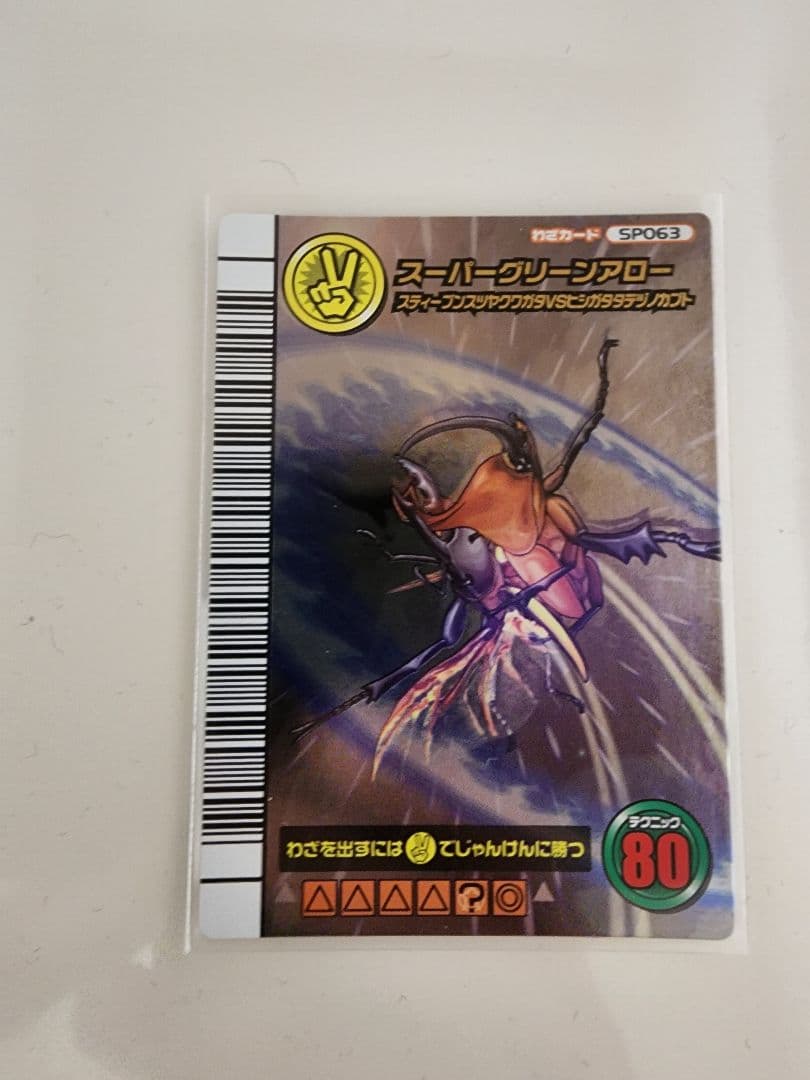 わざカード SP063
スーパーグリーンアロー
スティーブンスツヤクワガタVSヒシガタタテヅノカブト
わざを出すには でじゃんけんに勝つ
テクニック
80
△△△△?◎